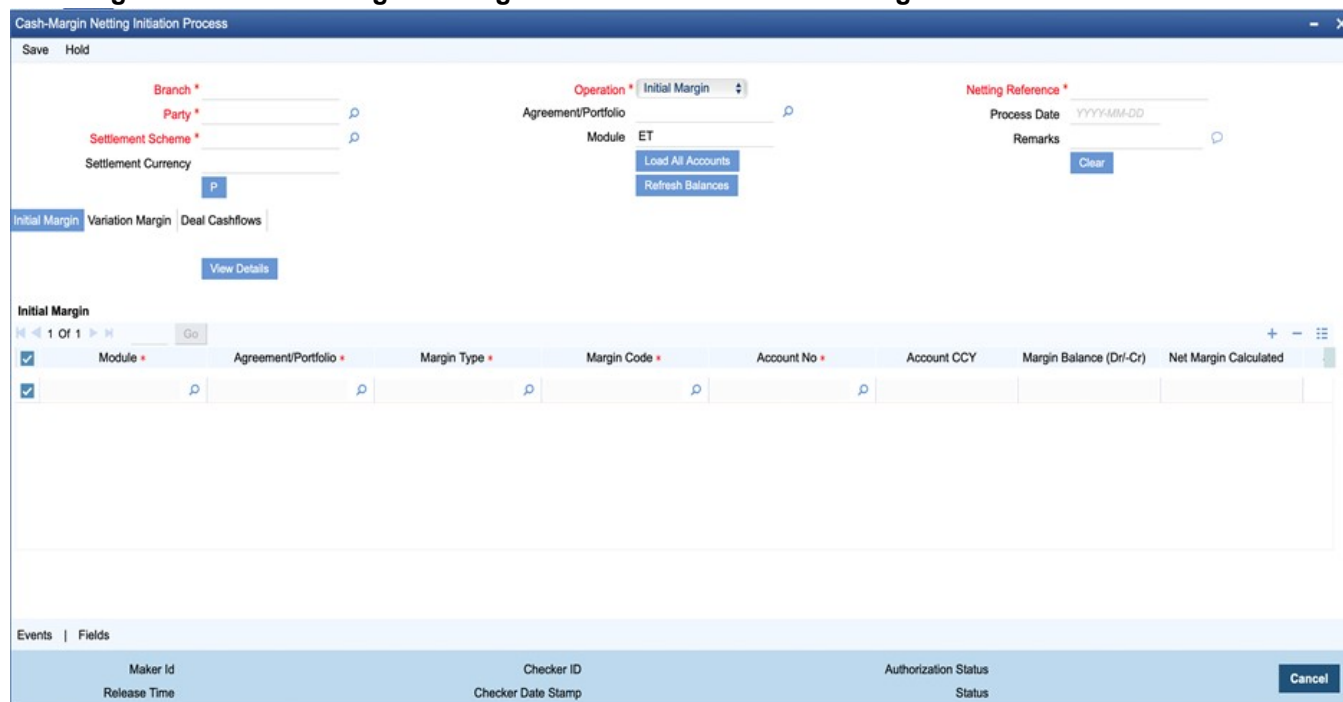 Cash-Margin Netting Initiation Process
Save Hold
Branch * Operation * Initial Margin Netting Reference *
Party * Agreement/Portfolio Process Date YYYY-MM-DD
Settlement Scheme * Module ET Remarks
Settlement Currency Load All Accounts Clear
P Refresh Balances
Initial Margin Variation Margin Deal Cashflows
View Details
Initial Margin
1 Of 1 Go
Module * Agreement/Portfolio * Margin Type * Margin Code * Account No * Account CCY Margin Balance (Dr/-Cr) Net Margin Calculated
Events | Fields
Maker Id Checker ID Authorization Status
Cancel
Release Time Checker Date Stamp Status